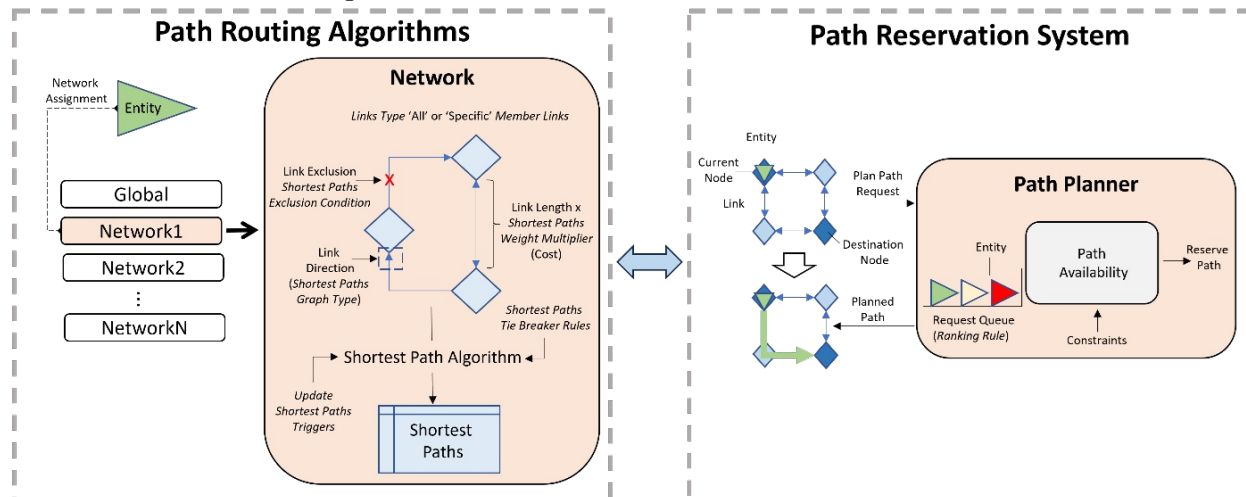 Path Routing Algorithms
Network
Assignment
Entity
Global
Network1
Network2
⋮
NetworkN
Network
Links Type 'All' or 'Specific' Member Links
Link Exclusion
Shortest Paths
Exclusion Condition
X
Link Length x
Shortest Paths
Weight Multiplier
(Cost)
Link
Direction
(Shortest Paths
Graph Type)
Shortest Paths
Tie Breaker Rules
Shortest Path Algorithm
Update
Shortest Paths
Triggers
Shortest
Paths
Path Reservation System
Entity
Current
Node
Link
Destination
Node
Plan Path
Request
Planned
Path
Path Planner
Entity
Request Queue
(Ranking Rule)
Path
Availability
Constraints
Reserve
Path